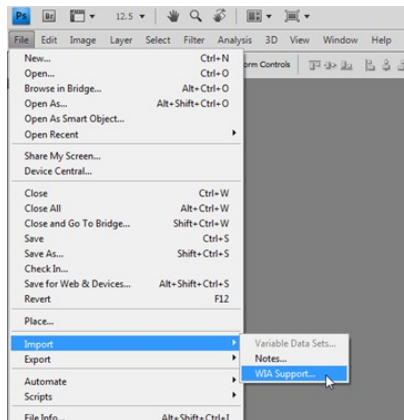 Ps Br 12.5
File Edit Image Layer Select Filter Analysis 3D View Window Help
New... Ctrl+N
Open... Ctrl+O
Browse in Bridge... Alt+Ctrl+O
Open As... Alt+Shift+Ctrl+O
Open As Smart Object...
Open Recent
Share My Screen...
Device Central...
Close Ctrl+W
Close All Alt+Ctrl+W
Close and Go To Bridge... Shift+Ctrl+W
Save Ctrl+S
Save As... Shift+Ctrl+S
Check In...
Save for Web & Devices... Alt+Shift+Ctrl+S
Revert F12
Place...
Import
Export
Automate
Scripts
File Info... Alt+Shift+Ctrl+I
orm Controls
Variable Data Sets...
Notes...
WIA Support...